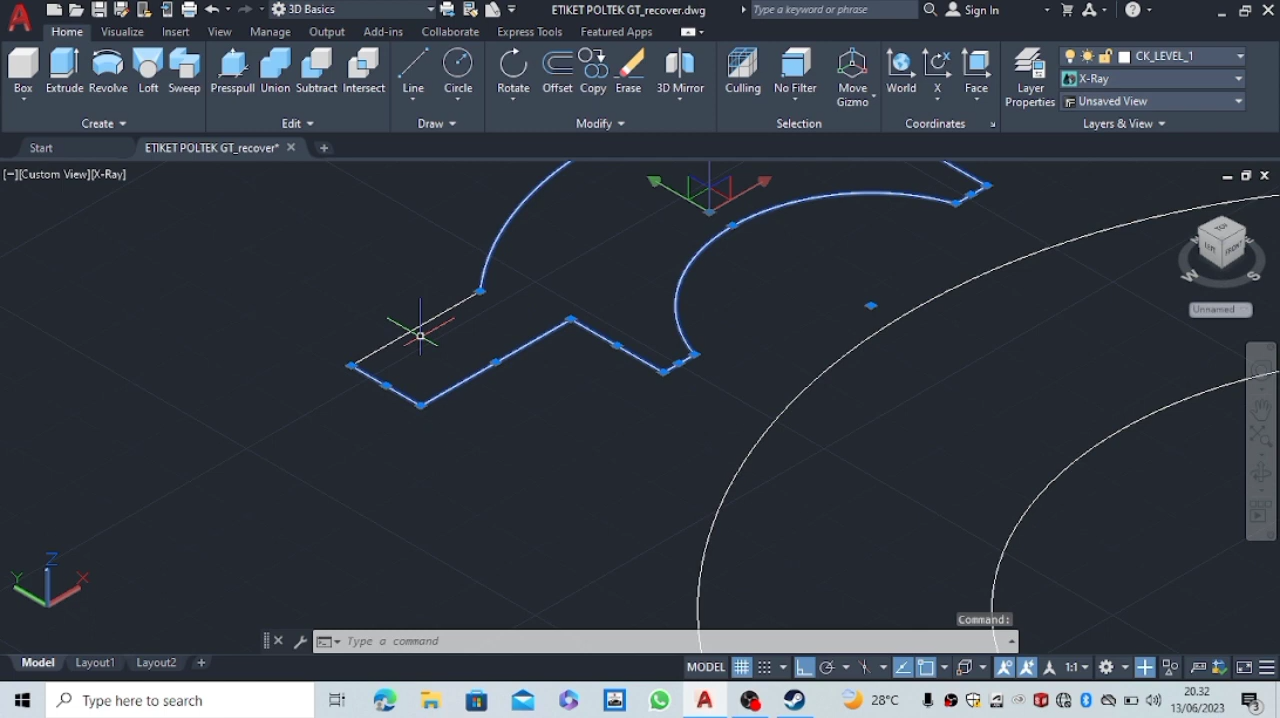 3D Basics
ETIKET POLTEK GT_recover.dwg
Type a keyword or phrase
Sign In
Home
Visualize
Insert
View
Manage
Output
Add-ins
Collaborate
Express Tools
Featured Apps
Box
Extrude
Revolve
Loft
Sweep
Presspull
Union
Subtract
Intersect
Line
Circle
Rotate
Offset
Copy
Erase
3D Mirror
Culling
No Filter
Move
Gizmo
World
X
Face
Layer
Properties
CK_LEVEL_1
X-Ray
Unsaved View
Create
Edit
Draw
Modify
Selection
Coordinates
Layers & View
Start
ETIKET POLTEK GT_recover*
[−][Custom View][X-Ray]
TOP
LEFT
FRONT
W
S
Unnamed
Z
Y
X
Command:
Type a command
Model
Layout1
Layout2
MODEL
1:1
Type here to search
28°C
20.32
13/06/2023
3